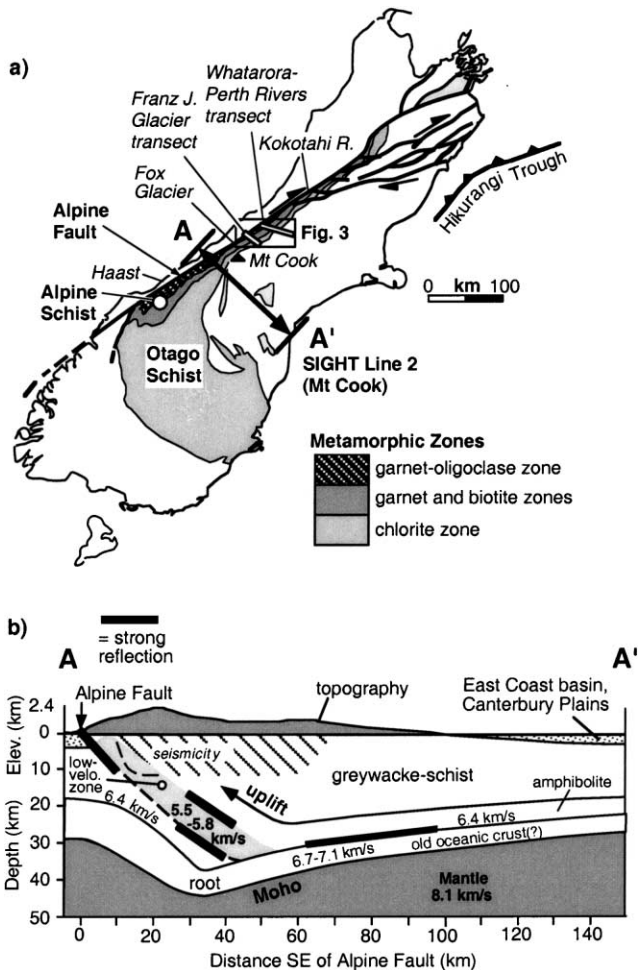 a)
Whatarora-
Perth Rivers
transect
Franz J.
Glacier
transect
Kokotahi R.
Fox
Glacier
Hikurangi Trough
Alpine
Fault
A
Fig. 3
Haast
Mt Cook
Alpine
Schist
0 km 100
A'
Otago
Schist
SIGHT Line 2
(Mt Cook)
Metamorphic Zones
garnet-oligoclase zone
garnet and biotite zones
chlorite zone
b)
= strong
reflection
A
A'
Alpine Fault
topography
East Coast basin,
Canterbury Plains
Elev. (km)
2.4
0
seismicity
low-
velo.
zone
greywacke-schist
uplift
amphibolite
6.4 km/s
5.5
-5.8
km/s
6.4 km/s
6.7-7.1 km/s
old oceanic crust(?)
root
Moho
Mantle
8.1 km/s
Depth (km)
10
20
30
40
50
0 20 40 60 80 100 120 140
Distance SE of Alpine Fault (km)